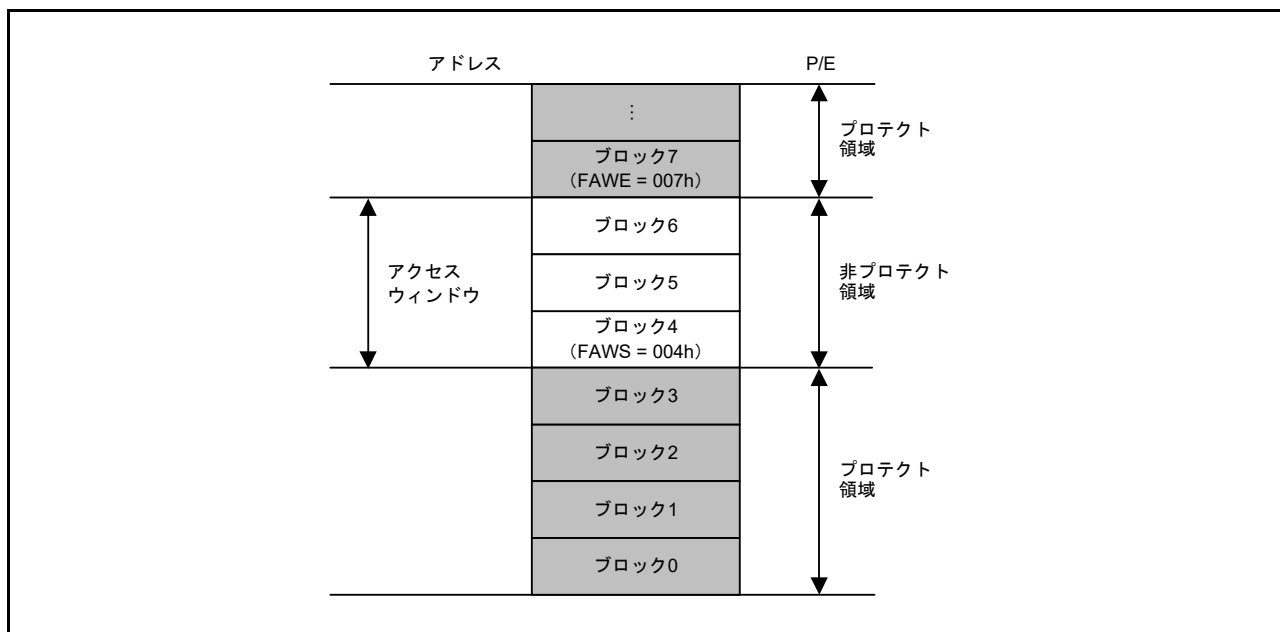 アドレス
P/E
⋮
プロテクト
領域
ブロック7
（FAWE = 007h）
ブロック6
アクセス
ウィンドウ
ブロック5
非プロテクト
領域
ブロック4
（FAWS = 004h）
ブロック3
ブロック2
プロテクト
領域
ブロック1
ブロック0